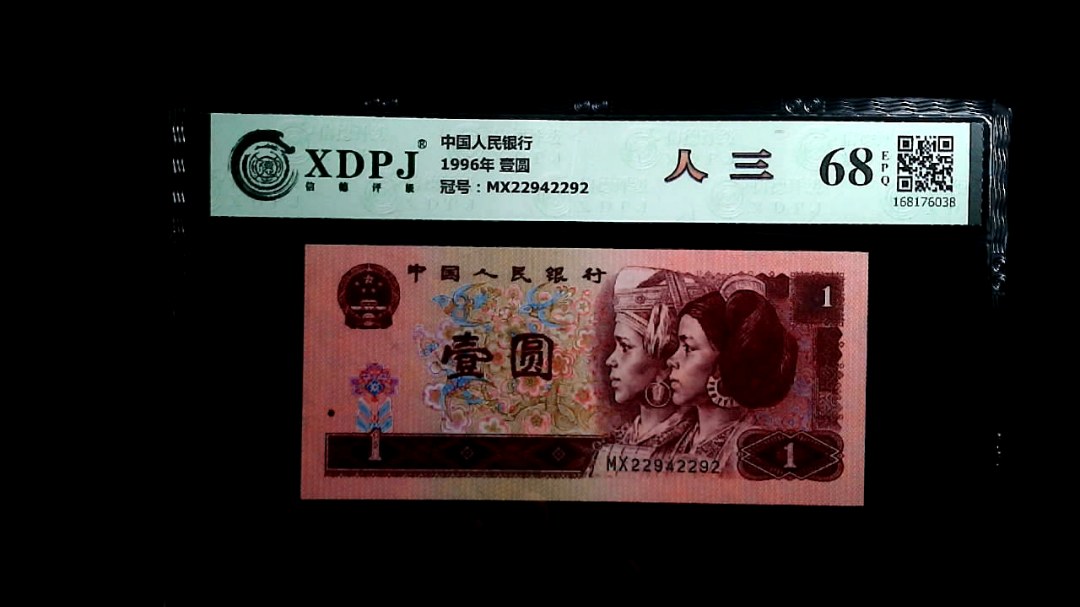 XDPJ®
信德评级
中国人民银行
1996年 壹圆
冠号：MX22942292
人三
68
EPQ
168176038
中国人民银行
1
壹圆
1
MX22942292
1